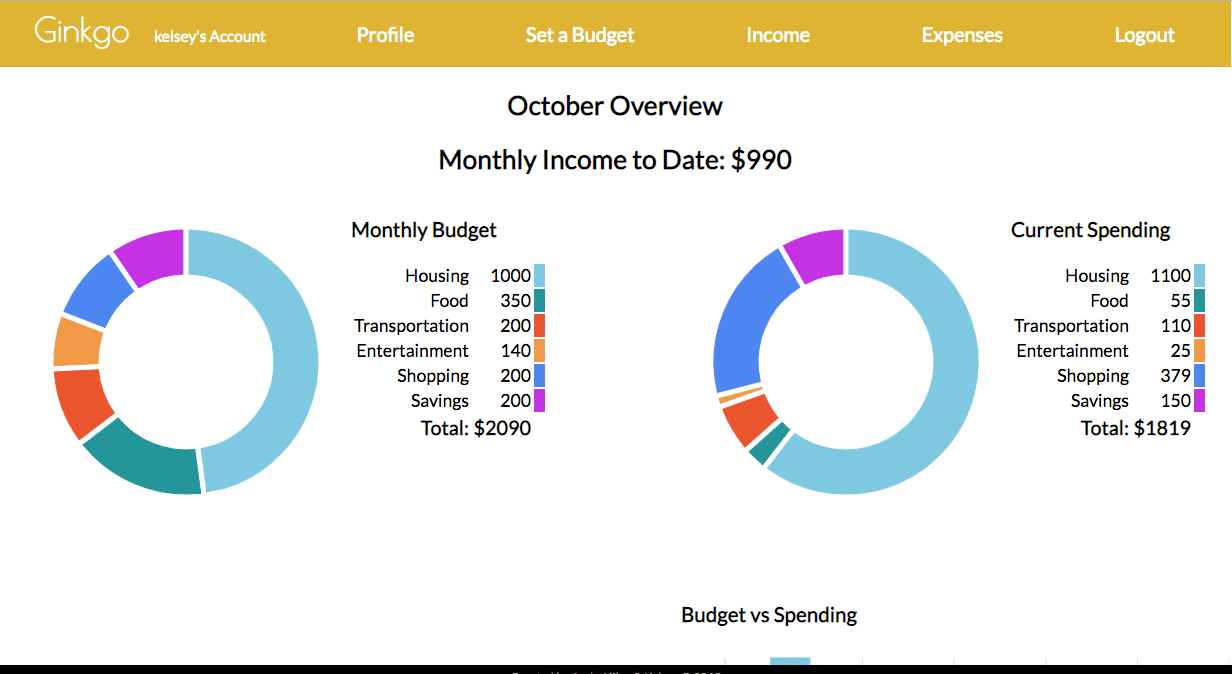 Ginkgo kelsey's Account Profile Set a Budget Income Expenses Logout
October Overview
Monthly Income to Date: $990
Monthly Budget
Housing 1000
Food 350
Transportation 200
Entertainment 140
Shopping 200
Savings 200
Total: $2090
Current Spending
Housing 1100
Food 55
Transportation 110
Entertainment 25
Shopping 379
Savings 150
Total: $1819
Budget vs Spending